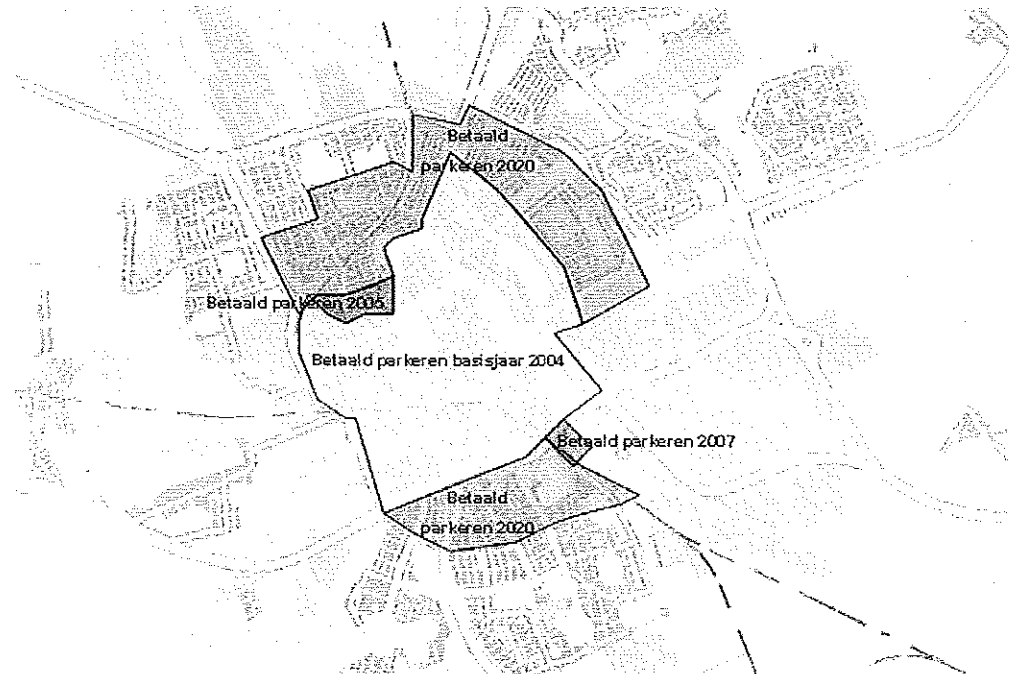 Betaald
parkeren 2020
Betaald parkeren 2005
Betaald parkeren basisjaar 2004
Betaald parkeren 2007
Betaald
parkeren 2020